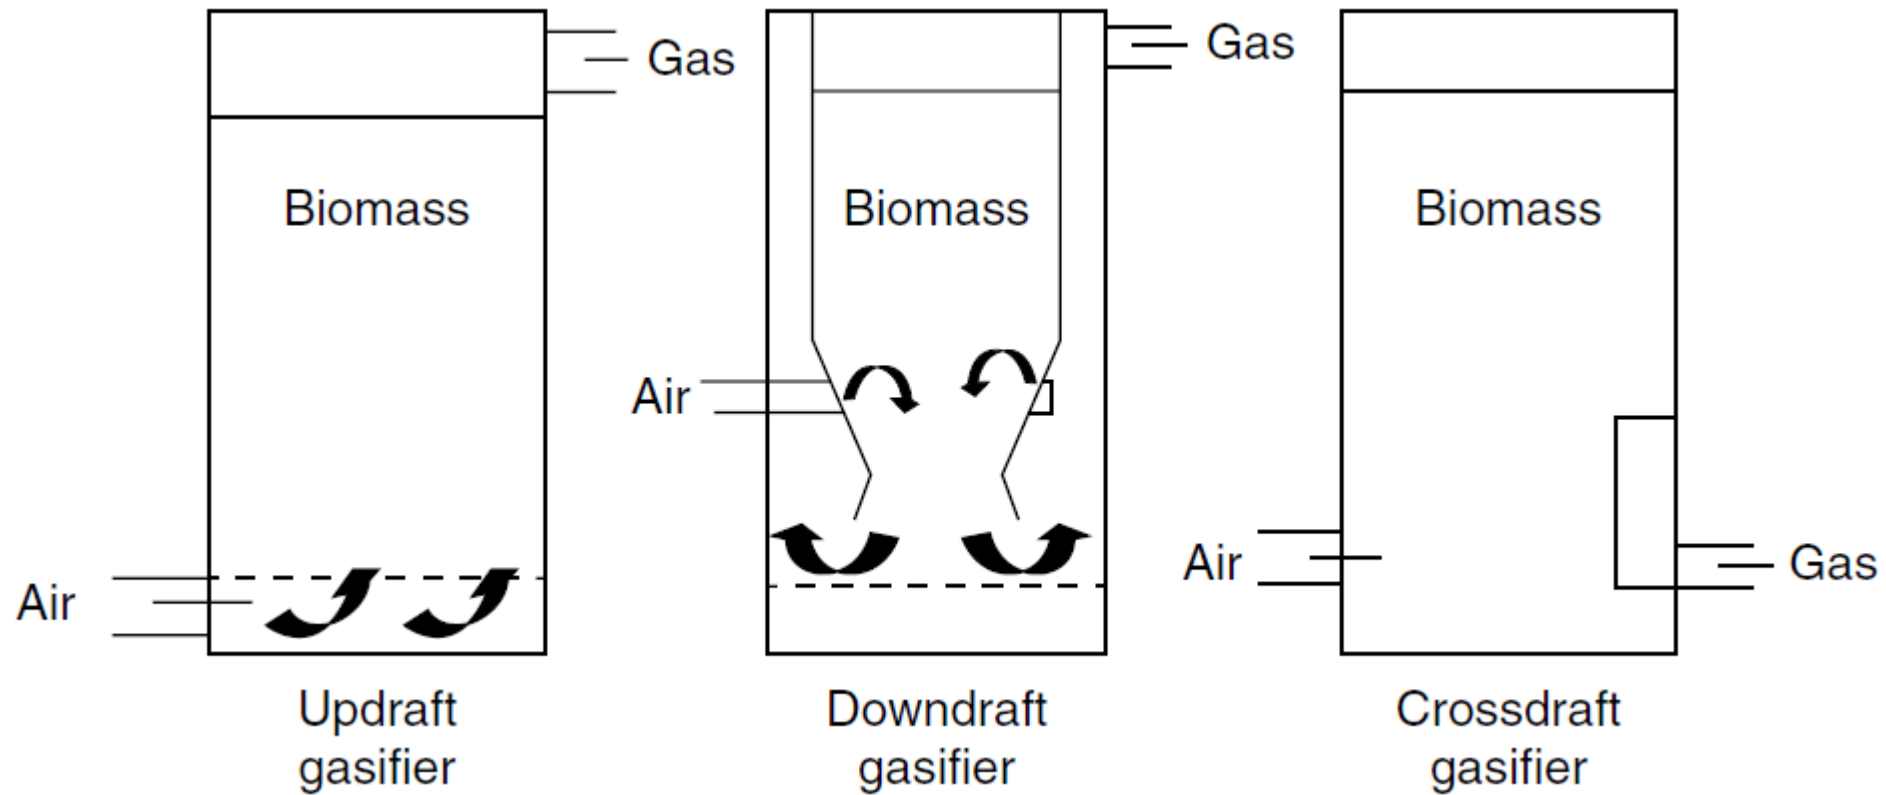 Gas
Biomass
Air
Updraft
gasifier
Gas
Biomass
Air
Downdraft
gasifier
Biomass
Air
Gas
Crossdraft
gasifier